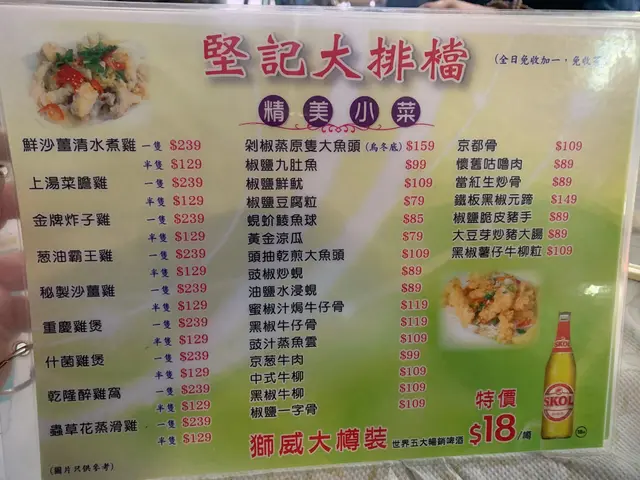 堅記大排檔
(全日免收加一,免收
精美小菜
鮮沙薑清水煮雞 一隻 $239
半隻 $129
上湯菜膽雞 一隻 $239
半隻 $129
金牌炸子雞 一隻 $239
半隻 $129
葱油霸王雞 一隻 $239
半隻 $129
秘製沙薑雞 一隻 $239
半隻 $129
重慶雞煲 一隻 $239
半隻 $129
什菌雞煲 一隻 $239
半隻 $129
乾隆醉雞窩 一隻 $239
半隻 $129
蟲草花蒸滑雞 一隻 $239
半隻 $129
(圖片只供參考)
剁椒蒸原隻大魚頭 (烏冬底) $159
椒鹽九肚魚 $99
椒鹽鮮魷 $109
椒鹽豆腐粒 $79
蜆蚧鯪魚球 $85
黃金涼瓜 $79
頭抽乾煎大魚頭 $109
豉椒炒蜆 $89
油鹽水浸蜆 $89
蜜椒汁焗牛仔骨 $119
黑椒牛仔骨 $119
豉汁蒸魚雲 $109
京葱牛肉 $99
中式牛柳 $109
黑椒牛柳 $109
椒鹽一字骨 $109
京都骨 $109
懷舊咕嚕肉 $89
當紅生炒骨 $89
鐵板黑椒元蹄 $149
椒鹽脆皮豬手 $89
大豆芽炒豬大腸 $89
黑椒薯仔牛柳粒 $109
SKOL
獅威大樽裝 世界五大暢銷啤酒
特價
$18/樽